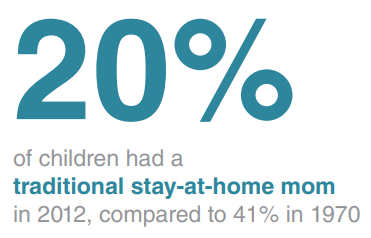 20%
of children had a
traditional stay-at-home mom
in 2012, compared to 41% in 1970